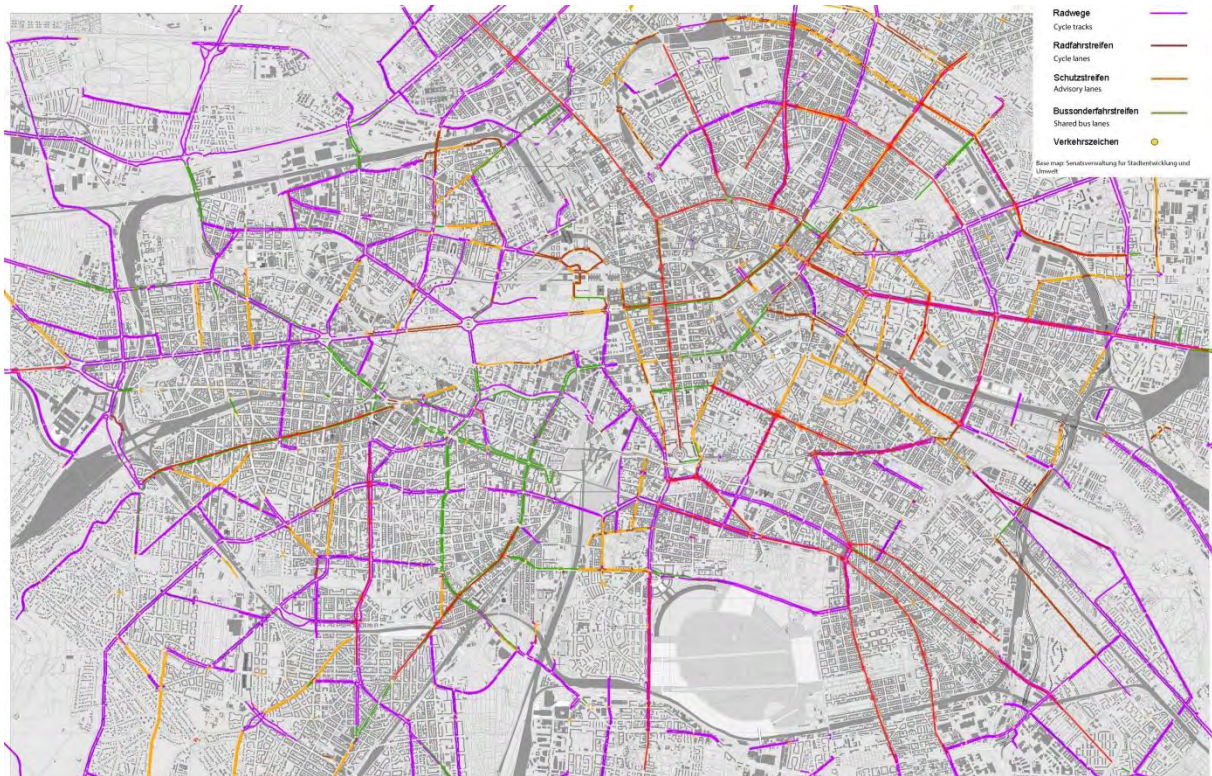 Radwege
Cycle tracks
Radfahrstreifen
Cycle lanes
Schutzstreifen
Advisory lanes
Bussonderfahrstreifen
Shared bus lanes
Verkehrszeichen
Base map: Senatsverwaltung für Stadtentwicklung und
Umwelt